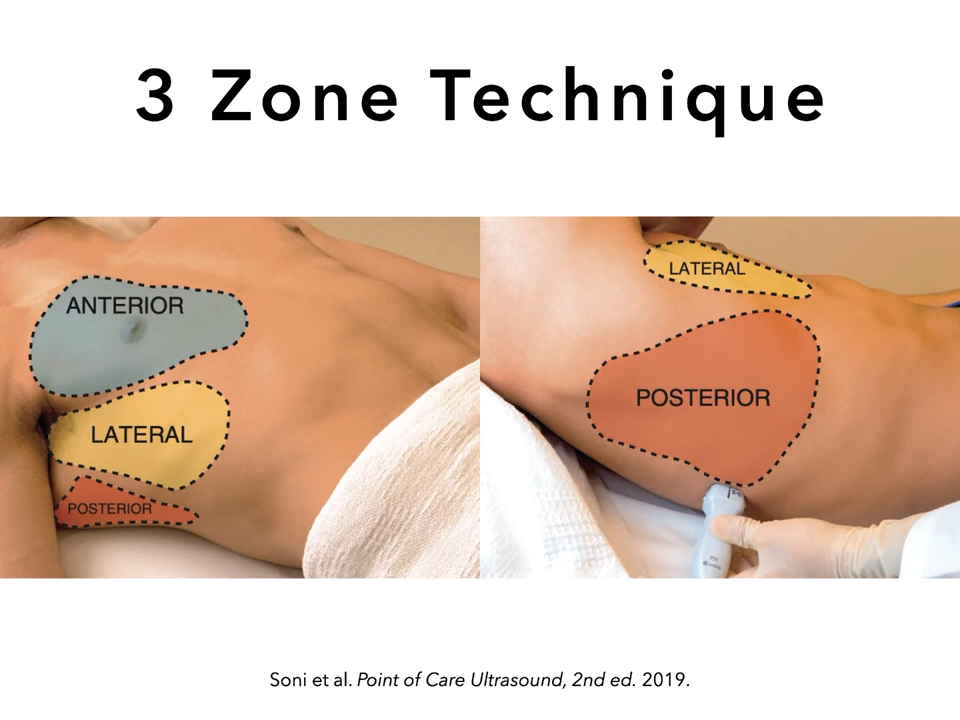 3 Zone Technique
ANTERIOR
LATERAL
POSTERIOR
LATERAL
POSTERIOR
Soni et al. Point of Care Ultrasound, 2nd ed. 2019.